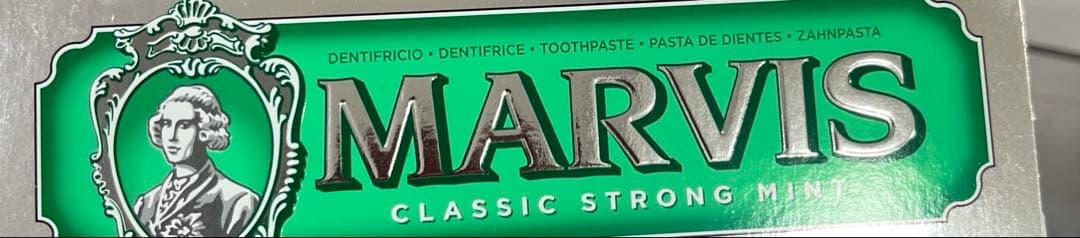 DENTIFRICIO • DENTIFRICE • TOOTHPASTE • PASTA DE DIENTES • ZAHNPASTA
MARVIS
CLASSIC STRONG MINT